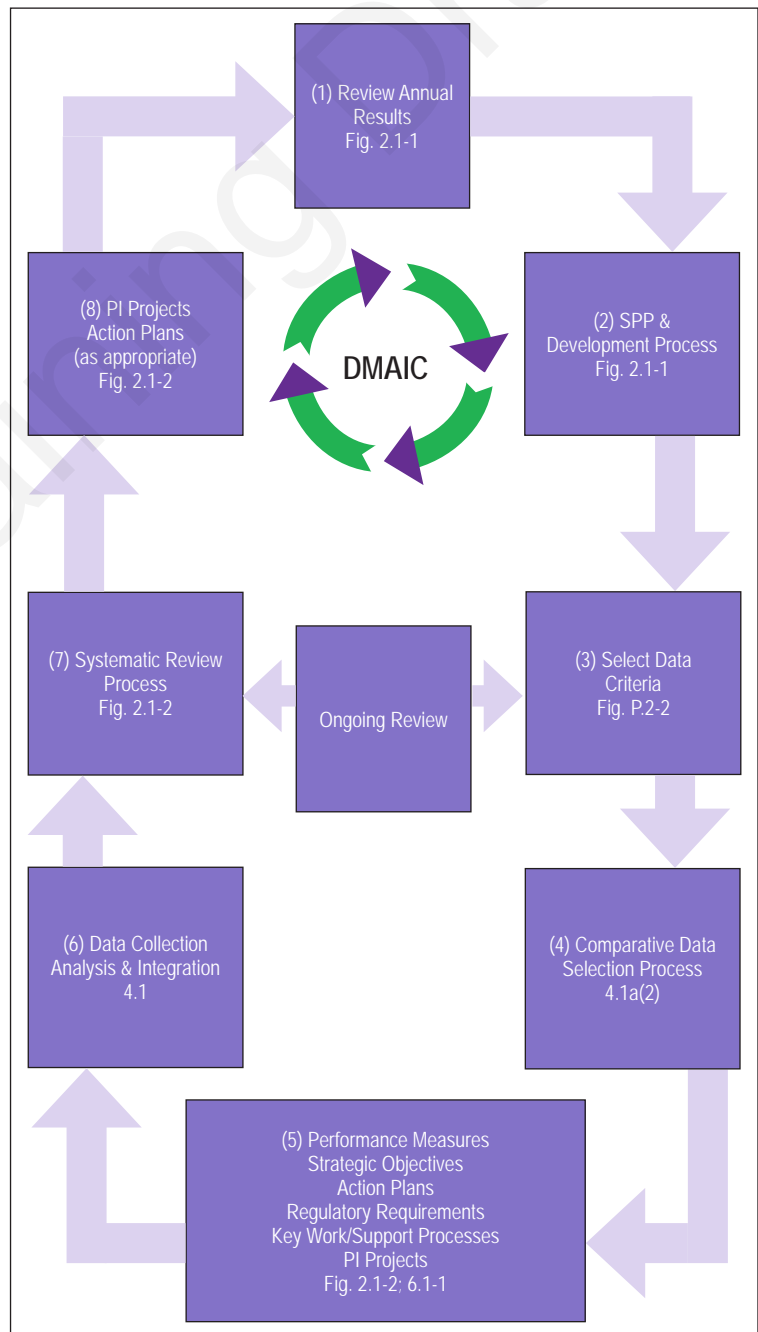 (1) Review Annual
Results
Fig. 2.1-1
(8) PI Projects
Action Plans
(as appropriate)
Fig. 2.1-2
DMAIC
(2) SPP &
Development Process
Fig. 2.1-1
(7) Systematic Review
Process
Fig. 2.1-2
Ongoing Review
(3) Select Data
Criteria
Fig. P.2-2
(6) Data Collection
Analysis & Integration
4.1
(4) Comparative Data
Selection Process
4.1a(2)
(5) Performance Measures
Strategic Objectives
Action Plans
Regulatory Requirements
Key Work/Support Processes
PI Projects
Fig. 2.1-2; 6.1-1